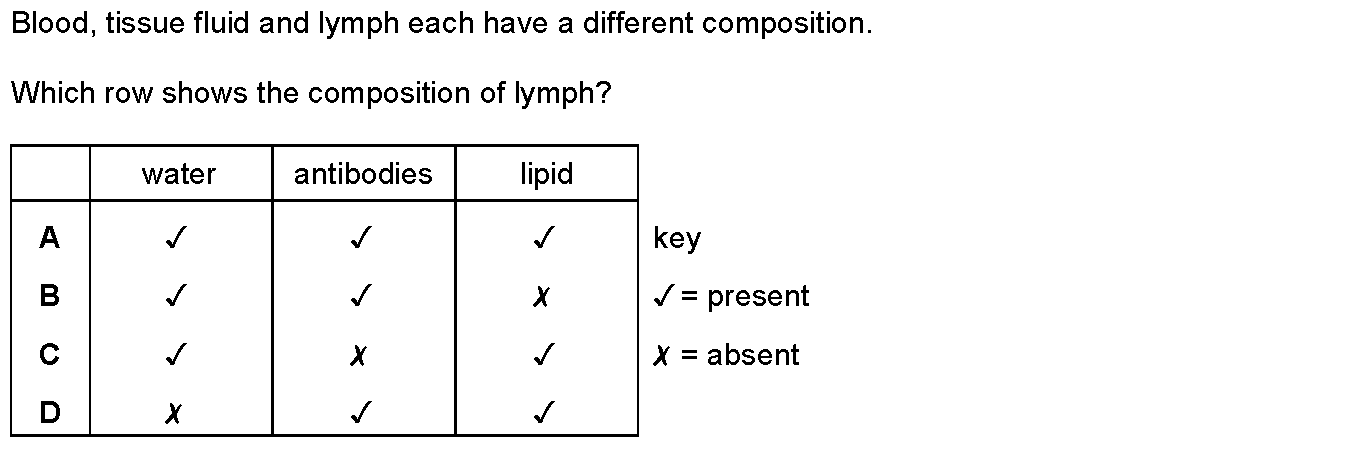 Blood, tissue fluid and lymph each have a different composition.
Which row shows the composition of lymph?
water antibodies lipid
A ✓ ✓ ✓ key
B ✓ ✓ ✗ ✓ = present
C ✓ ✗ ✓ ✗ = absent
D ✗ ✓ ✓